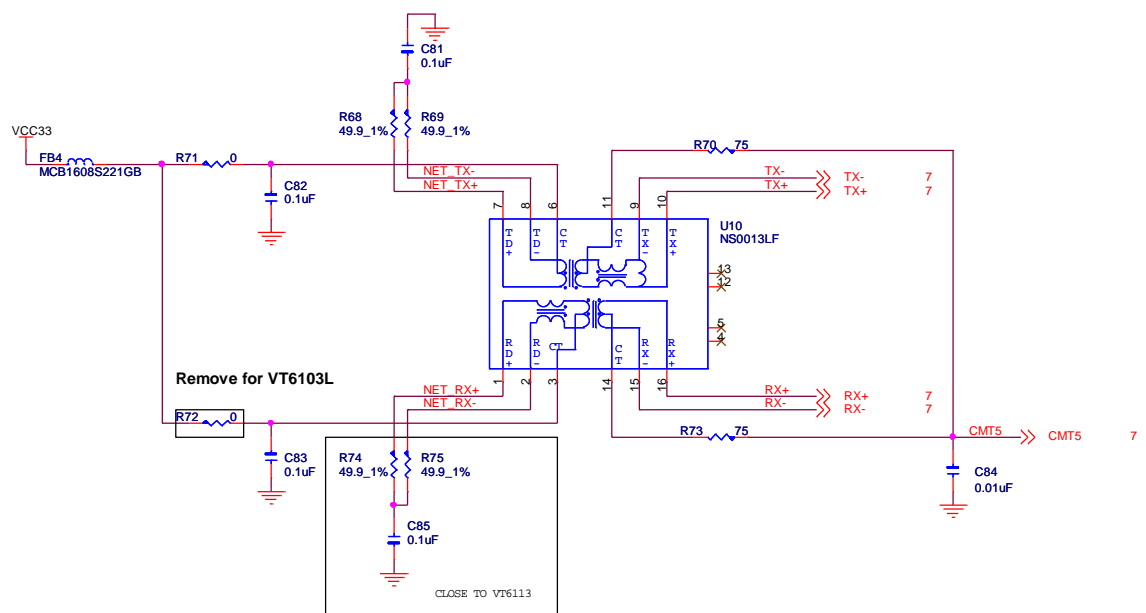 C81
0.1uF
R68
49.9_1%
R69
49.9_1%
VCC33
FB4
MCB1608S221GB
R71
0
C82
0.1uF
NET_TX-
NET_TX+
7
8
6
11
9
10
R70
75
TX-
TX+
TX-
7
TX+
7
U10
NS0013LF
TD+
TD-
CT
CT
TX-
TX+
13
12
5
4
RD+
RD-
CT
CT
RX-
RX+
1
2
3
14
15
16
Remove for VT6103L
R72
0
C83
0.1uF
NET_RX+
NET_RX-
R74
49.9_1%
R75
49.9_1%
C85
0.1uF
CLOSE TO VT6113
RX+
RX-
RX+
7
RX-
7
R73
75
CMT5
CMT5
7
C84
0.01uF